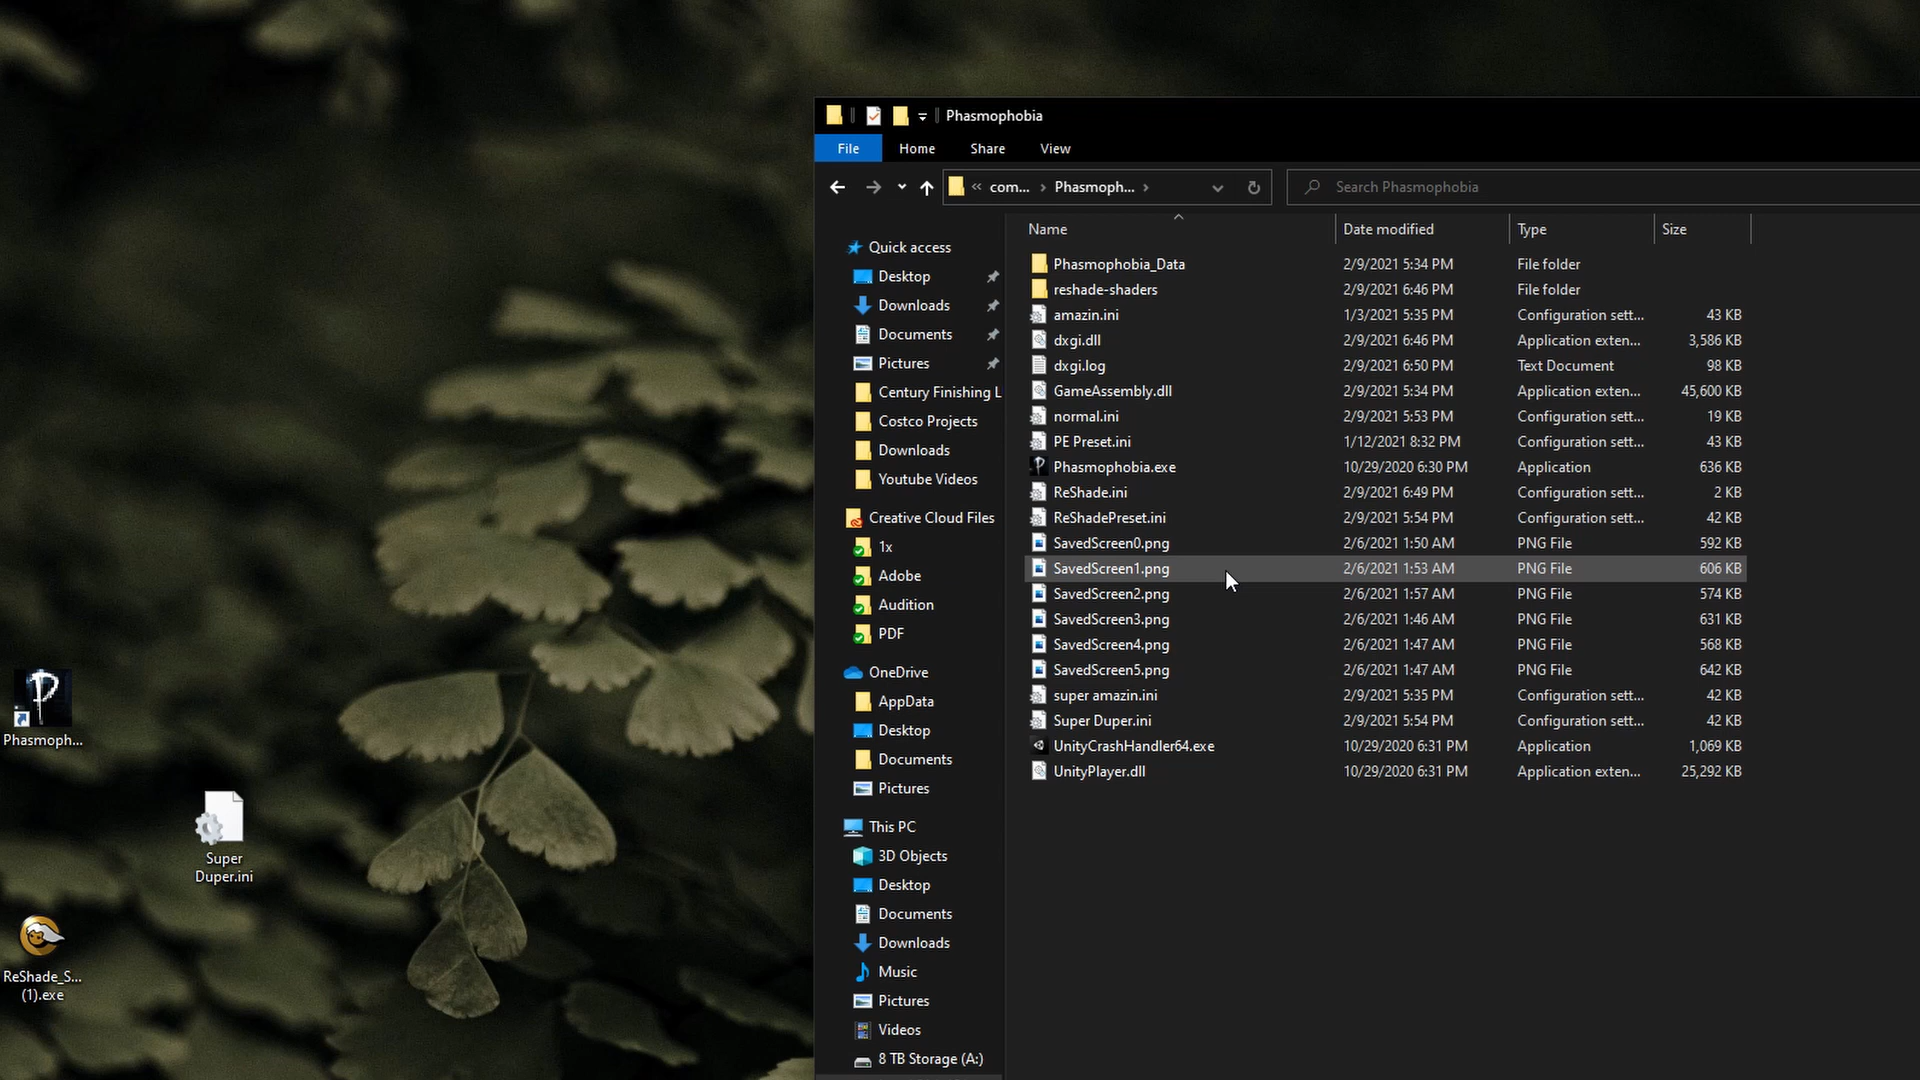 Phasmophobia
File Home Share View
« com... › Phasmoph... ›
Search Phasmophobia
Name Date modified Type Size
Quick access
Desktop
Downloads
Documents
Pictures
Century Finishing L
Costco Projects
Downloads
Youtube Videos
Creative Cloud Files
1x
Adobe
Audition
PDF
OneDrive
AppData
Desktop
Documents
Pictures
This PC
3D Objects
Desktop
Documents
Downloads
Music
Pictures
Videos
8 TB Storage (A:)
Phasmophobia_Data 2/9/2021 5:34 PM File folder
reshade-shaders 2/9/2021 6:46 PM File folder
amazin.ini 1/3/2021 5:35 PM Configuration sett... 43 KB
dxgi.dll 2/9/2021 6:46 PM Application exten... 3,586 KB
dxgi.log 2/9/2021 6:50 PM Text Document 98 KB
GameAssembly.dll 2/9/2021 5:34 PM Application exten... 45,600 KB
normal.ini 2/9/2021 5:53 PM Configuration sett... 19 KB
PE Preset.ini 1/12/2021 8:32 PM Configuration sett... 43 KB
Phasmophobia.exe 10/29/2020 6:30 PM Application 636 KB
ReShade.ini 2/9/2021 6:49 PM Configuration sett... 2 KB
ReShadePreset.ini 2/9/2021 5:54 PM Configuration sett... 42 KB
SavedScreen0.png 2/6/2021 1:50 AM PNG File 592 KB
SavedScreen1.png 2/6/2021 1:53 AM PNG File 606 KB
SavedScreen2.png 2/6/2021 1:57 AM PNG File 574 KB
SavedScreen3.png 2/6/2021 1:46 AM PNG File 631 KB
SavedScreen4.png 2/6/2021 1:47 AM PNG File 568 KB
SavedScreen5.png 2/6/2021 1:47 AM PNG File 642 KB
super amazin.ini 2/9/2021 5:35 PM Configuration sett... 42 KB
Super Duper.ini 2/9/2021 5:54 PM Configuration sett... 42 KB
UnityCrashHandler64.exe 10/29/2020 6:31 PM Application 1,069 KB
UnityPlayer.dll 10/29/2020 6:31 PM Application exten... 25,292 KB
Phasmoph...
Super
Duper.ini
ReShade_S...
(1).exe